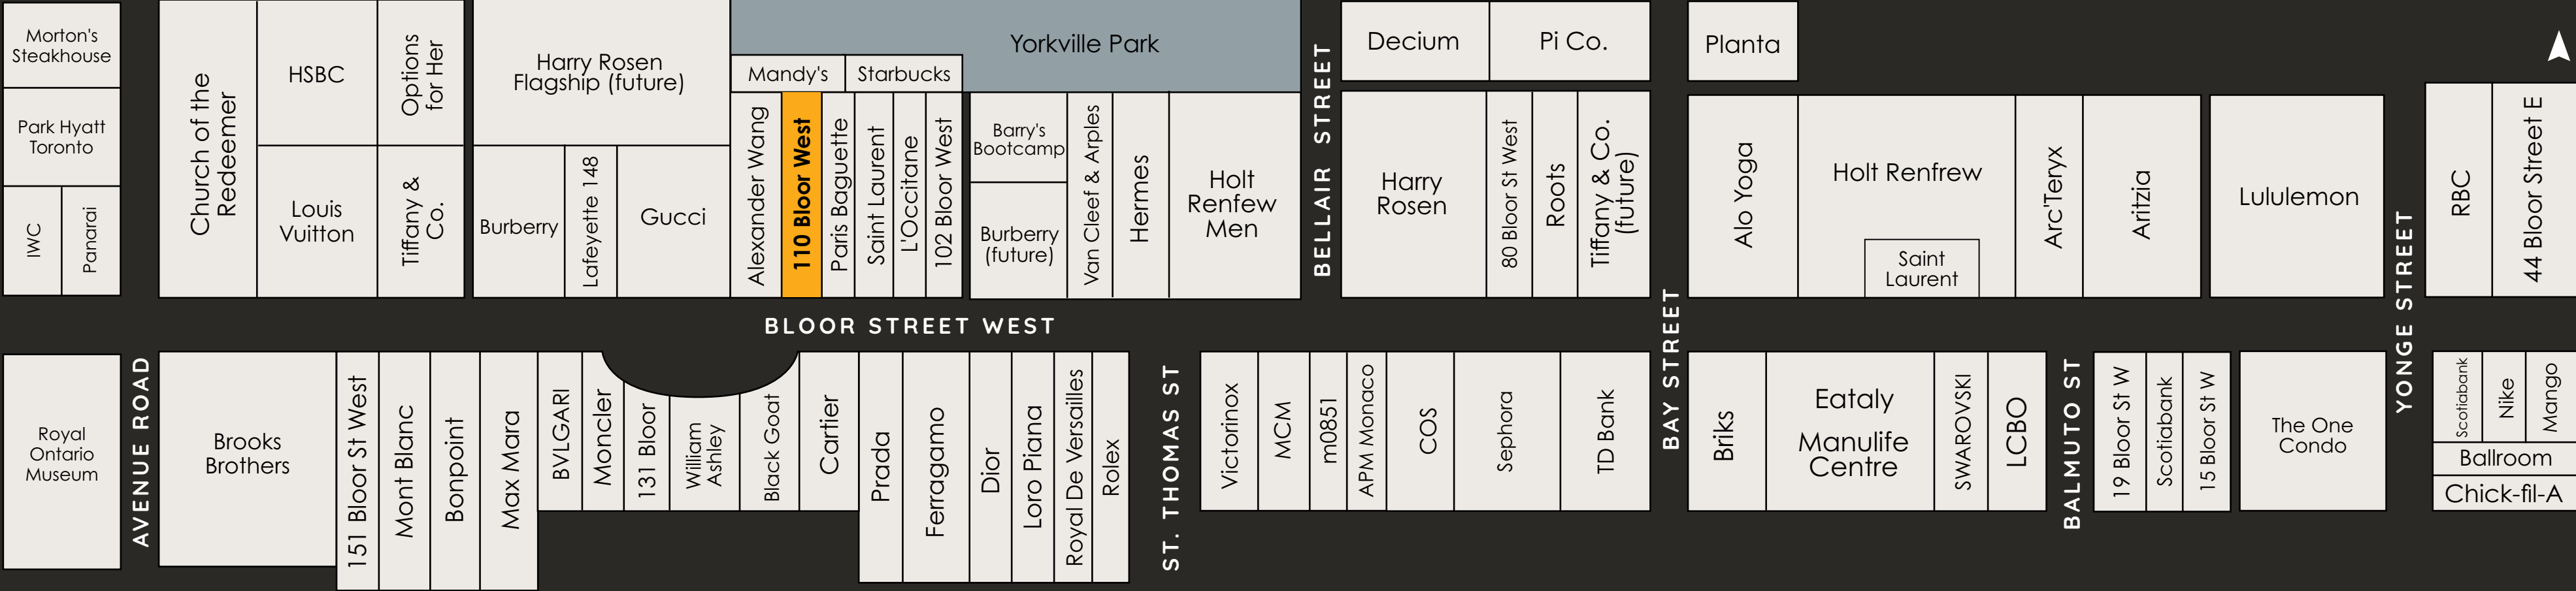 Morton's
Steakhouse
Park Hyatt
Toronto
IWC
Panarai
Church of the
Redeemer
HSBC
Options
for Her
Louis
Vuitton
Tiffany &
Co.
Harry Rosen
Flagship (future)
Burberry
Lafeyette 148
Gucci
Yorkville Park
Mandy's
Starbucks
Alexander Wang
110 Bloor West
Paris Baguette
Saint Laurent
L'Occitane
102 Bloor West
Barry's
Bootcamp
Burberry
(future)
Van Cleef & Arples
Hermes
Holt
Renfew
Men
BELLAIR STREET
Decium
Pi Co.
Harry
Rosen
80 Bloor St West
Roots
Tiffany & Co.
(future)
Planta
Alo Yoga
Holt Renfrew
Saint
Laurent
Arc'Teryx
Aritzia
Lululemon
RBC
44 Bloor Street E
BLOOR STREET WEST
BAY STREET
YONGE STREET
Royal
Ontario
Museum
AVENUE ROAD
Brooks
Brothers
151 Bloor St West
Mont Blanc
Bonpoint
Max Mara
BVLGARI
Moncler
131 Bloor
William
Ashley
Black Goat
Cartier
Prada
Ferragamo
Dior
Loro Piana
Royal De Versailles
Rolex
ST. THOMAS ST
Victorinox
MCM
m0851
APM Monaco
COS
Sephora
TD Bank
Briks
Eataly
Manulife
Centre
SWAROVSKI
LCBO
BALMUTO ST
19 Bloor St W
Scotiabank
15 Bloor St W
The One
Condo
Scotiabank
Nike
Mango
Ballroom
Chick-fil-A